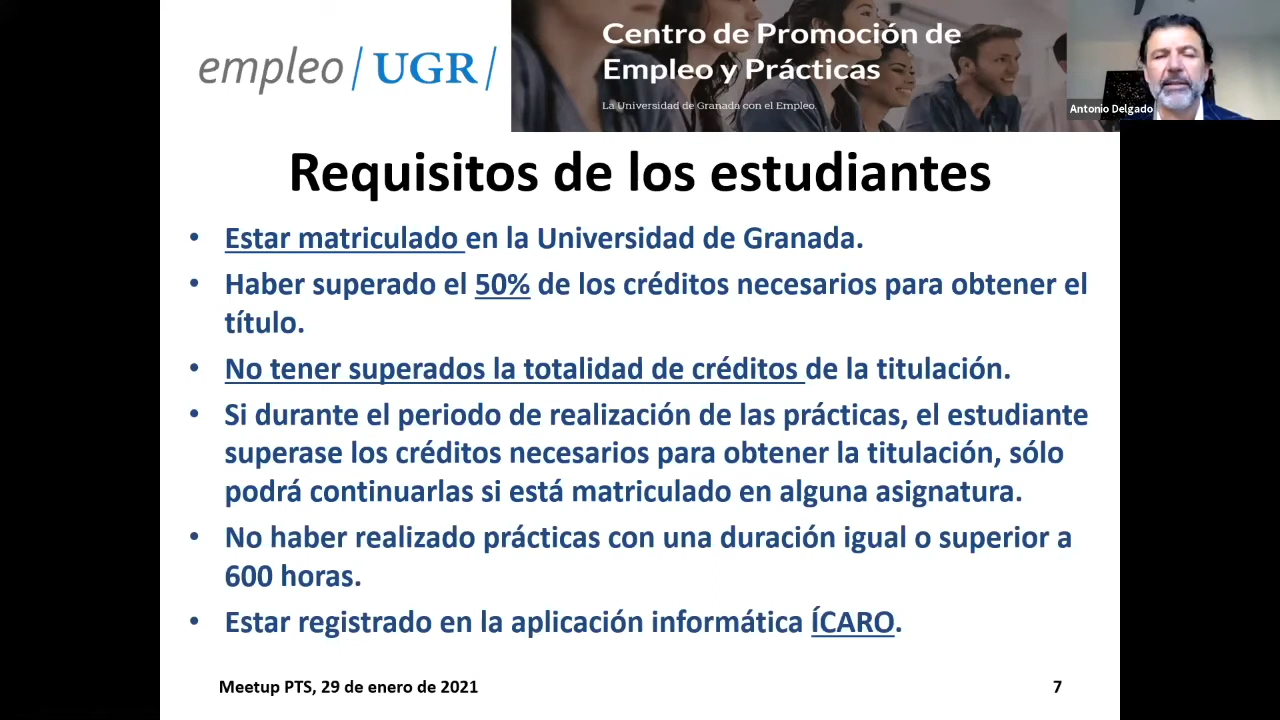 empleo/UGR/
Centro de Promoción de
Empleo y Prácticas
La Universidad de Granada con el Empleo.
Antonio Delgado
Requisitos de los estudiantes
• Estar matriculado en la Universidad de Granada.
• Haber superado el 50% de los créditos necesarios para obtener el
título.
• No tener superados la totalidad de créditos de la titulación.
• Si durante el periodo de realización de las prácticas, el estudiante
superase los créditos necesarios para obtener la titulación, sólo
podrá continuarlas si está matriculado en alguna asignatura.
• No haber realizado prácticas con una duración igual o superior a
600 horas.
• Estar registrado en la aplicación informática ÍCARO.
Meetup PTS, 29 de enero de 2021
7